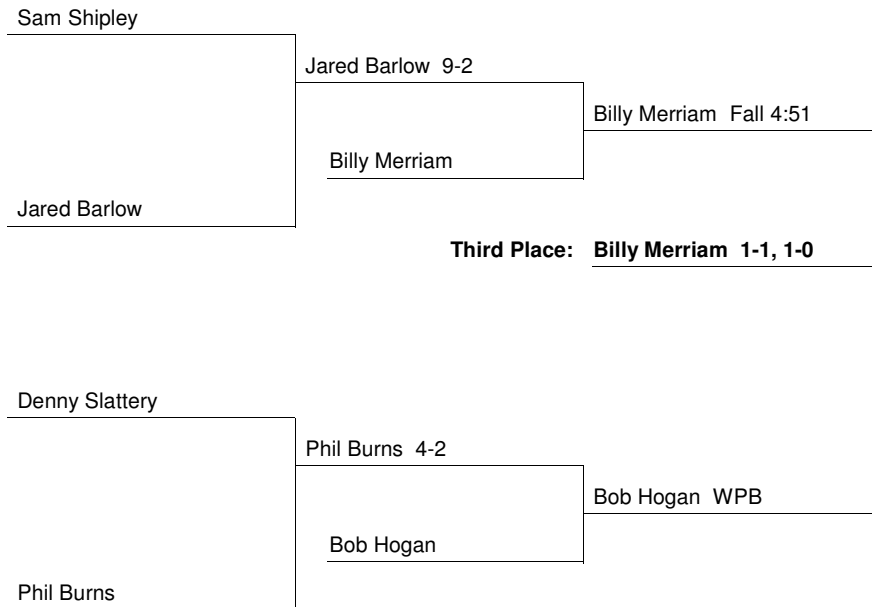 Sam Shipley
Jared Barlow 9-2
Billy Merriam Fall 4:51
Billy Merriam
Jared Barlow
Third Place: Billy Merriam 1-1, 1-0
Denny Slattery
Phil Burns 4-2
Bob Hogan WPB
Bob Hogan
Phil Burns